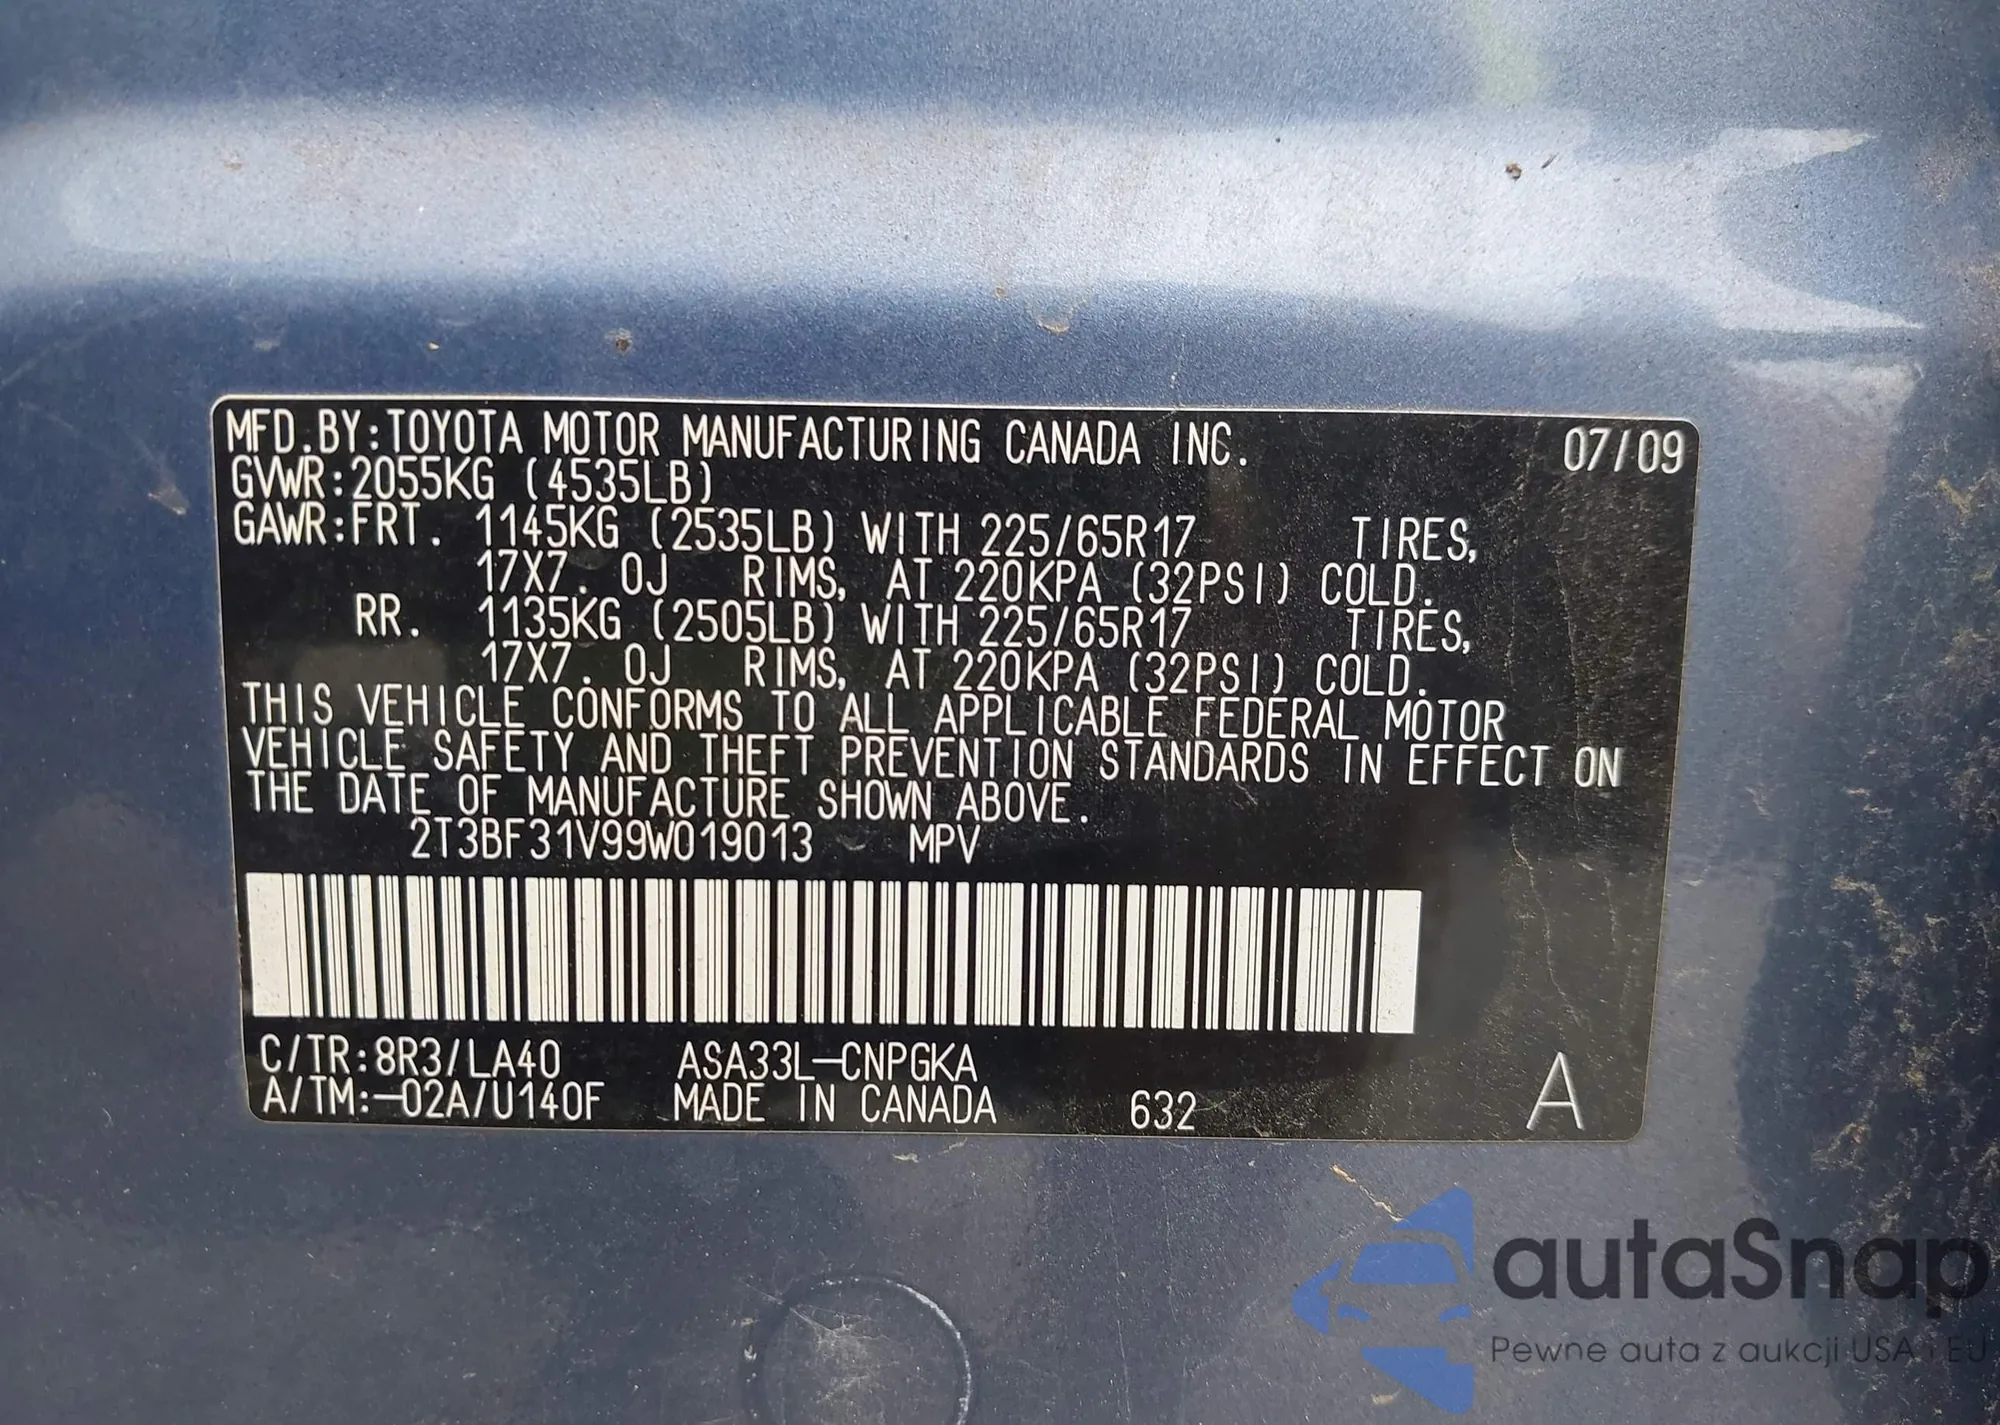 MFD.BY:TOYOTA MOTOR MANUFACTURING CANADA INC. 07/09
GVWR:2055KG (4535LB)
GAWR:FRT. 1145KG (2535LB) WITH 225/65R17 TIRES,
17X7. 0J RIMS, AT 220KPA (32PSI) COLD.
RR. 1135KG (2505LB) WITH 225/65R17 TIRES,
17X7. 0J RIMS, AT 220KPA (32PSI) COLD.
THIS VEHICLE CONFORMS TO ALL APPLICABLE FEDERAL MOTOR
VEHICLE SAFETY AND THEFT PREVENTION STANDARDS IN EFFECT ON
THE DATE OF MANUFACTURE SHOWN ABOVE.
2T3BF31V99W019013 MPV
C/TR:8R3/LA40 ASA33L-CNPGKA
A/TM:-02A/U140F MADE IN CANADA 632 A
autaSnap
Pewne auta z aukcji USA i EU